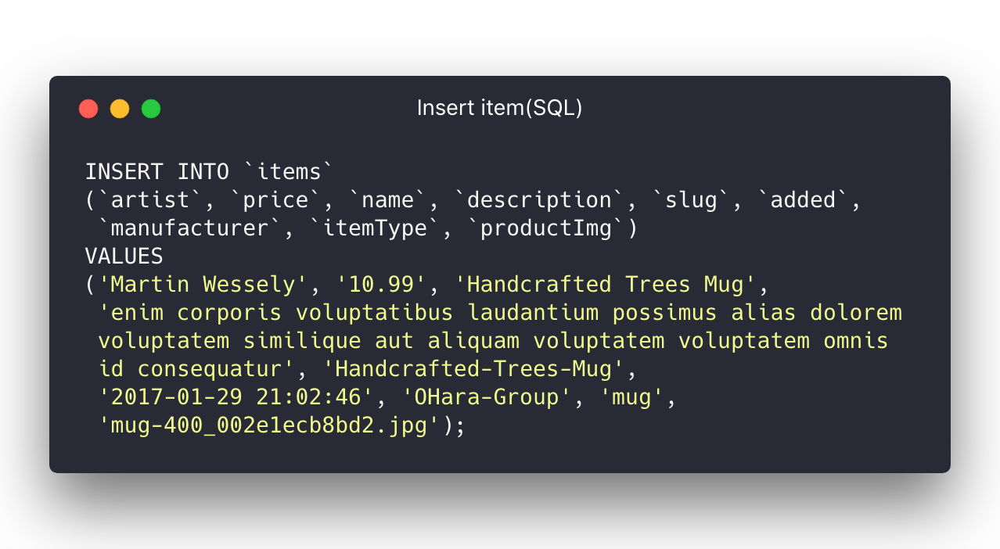 Insert item(SQL)
INSERT INTO `items`
(`artist`, `price`, `name`, `description`, `slug`, `added`,
`manufacturer`, `itemType`, `productImg`)
VALUES
('Martin Wessely', '10.99', 'Handcrafted Trees Mug',
'enim corporis voluptatibus laudantium possimus alias dolorem
voluptatem similique aut aliquam voluptatem voluptatem omnis
id consequatur', 'Handcrafted-Trees-Mug',
'2017-01-29 21:02:46', 'OHara-Group', 'mug',
'mug-400_002e1ecb8bd2.jpg');